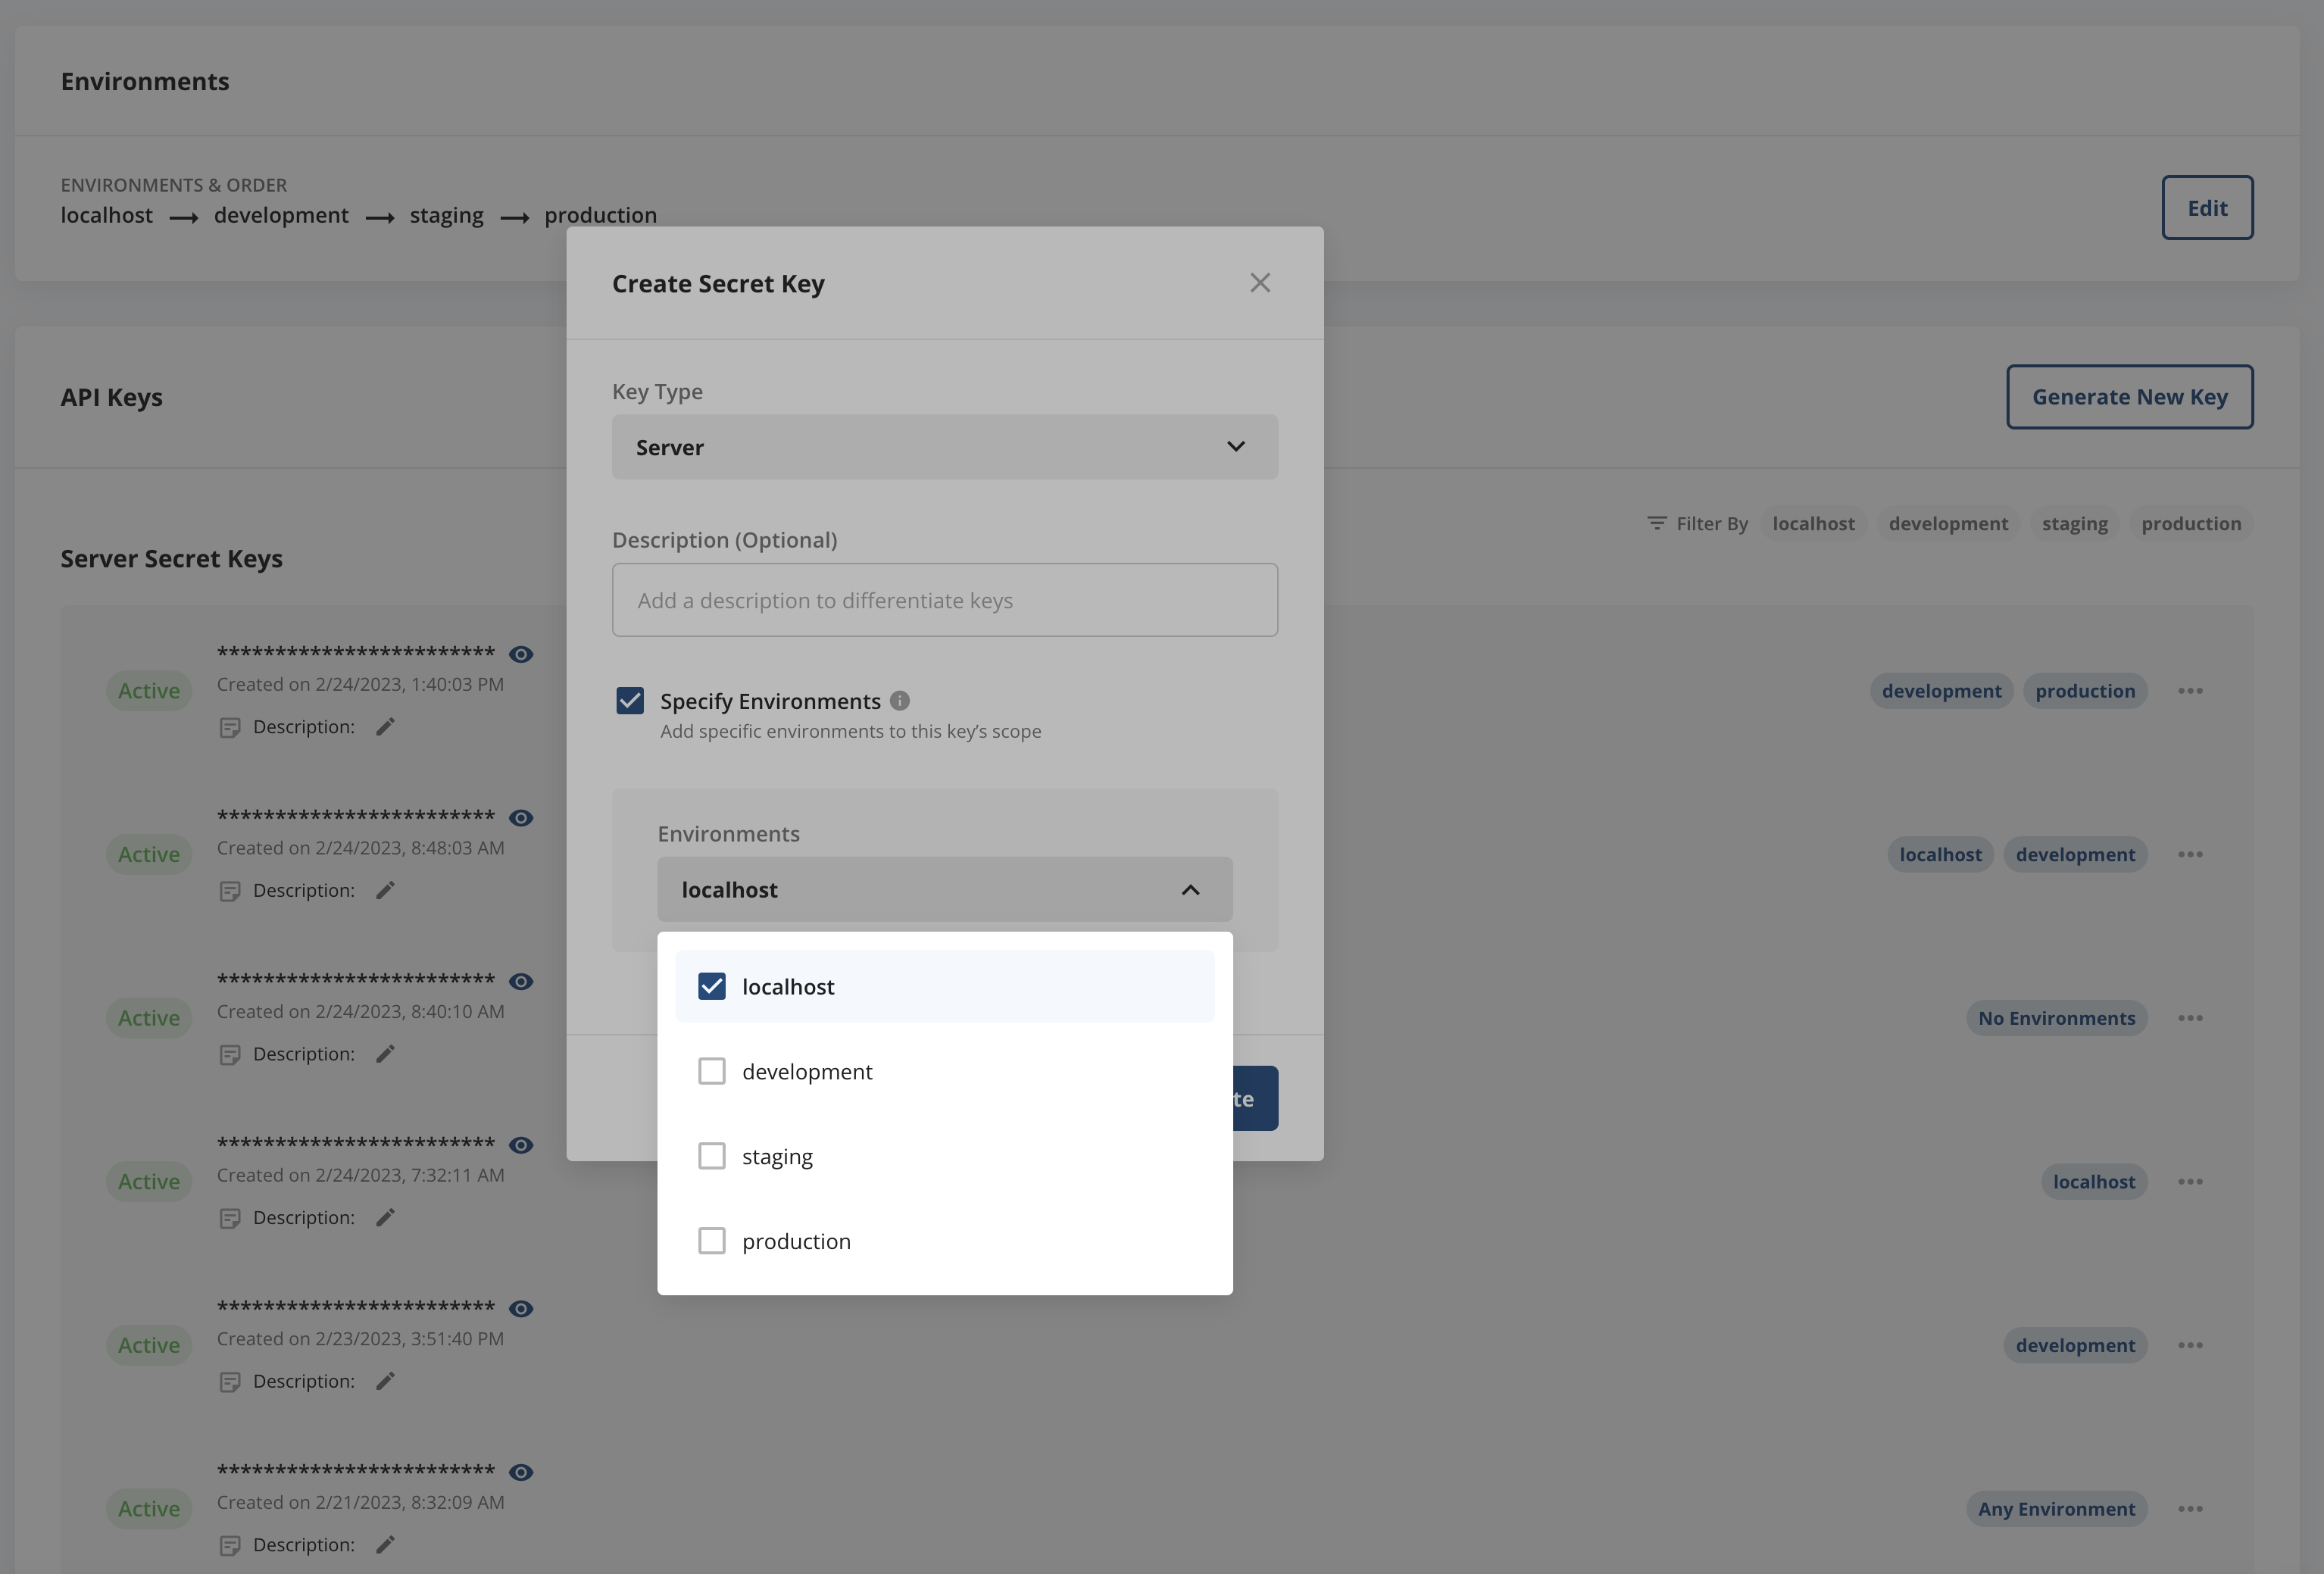 Environments
ENVIRONMENTS & ORDER
localhost → development → staging → production
Edit
Create Secret Key
Key Type
Server
Description (Optional)
Add a description to differentiate keys
Specify Environments
Add specific environments to this key’s scope
Environments
localhost
localhost
development
staging
production
te
API Keys
Generate New Key
Filter By localhost development staging production
Server Secret Keys
Active
************************
Created on 2/24/2023, 1:40:03 PM
Description:
development production
Active
************************
Created on 2/24/2023, 8:48:03 AM
Description:
localhost development
Active
************************
Created on 2/24/2023, 8:40:10 AM
Description:
No Environments
Active
************************
Created on 2/24/2023, 7:32:11 AM
Description:
localhost
Active
************************
Created on 2/23/2023, 3:51:40 PM
Description:
development
Active
************************
Created on 2/21/2023, 8:32:09 AM
Description:
Any Environment